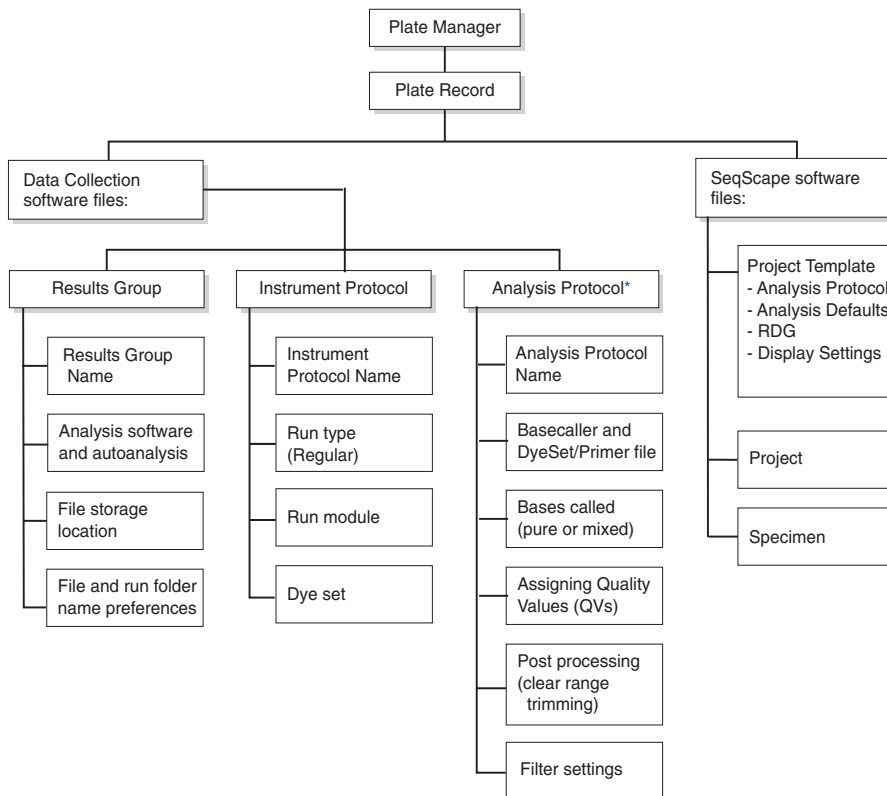 Plate Manager
Plate Record
Data Collection
software files:
SeqScape software
files:
Results Group
Instrument Protocol
Analysis Protocol*
Results Group
Name
Analysis software
and autoanalysis
File storage
location
File and run folder
name preferences
Instrument
Protocol Name
Run type
(Regular)
Run module
Dye set
Analysis Protocol
Name
Basecaller and
DyeSet/Primer file
Bases called
(pure or mixed)
Assigning Quality
Values (QVs)
Post processing
(clear range
trimming)
Filter settings
Project Template
- Analysis Protocol
- Analysis Defaults
- RDG
- Display Settings
Project
Specimen